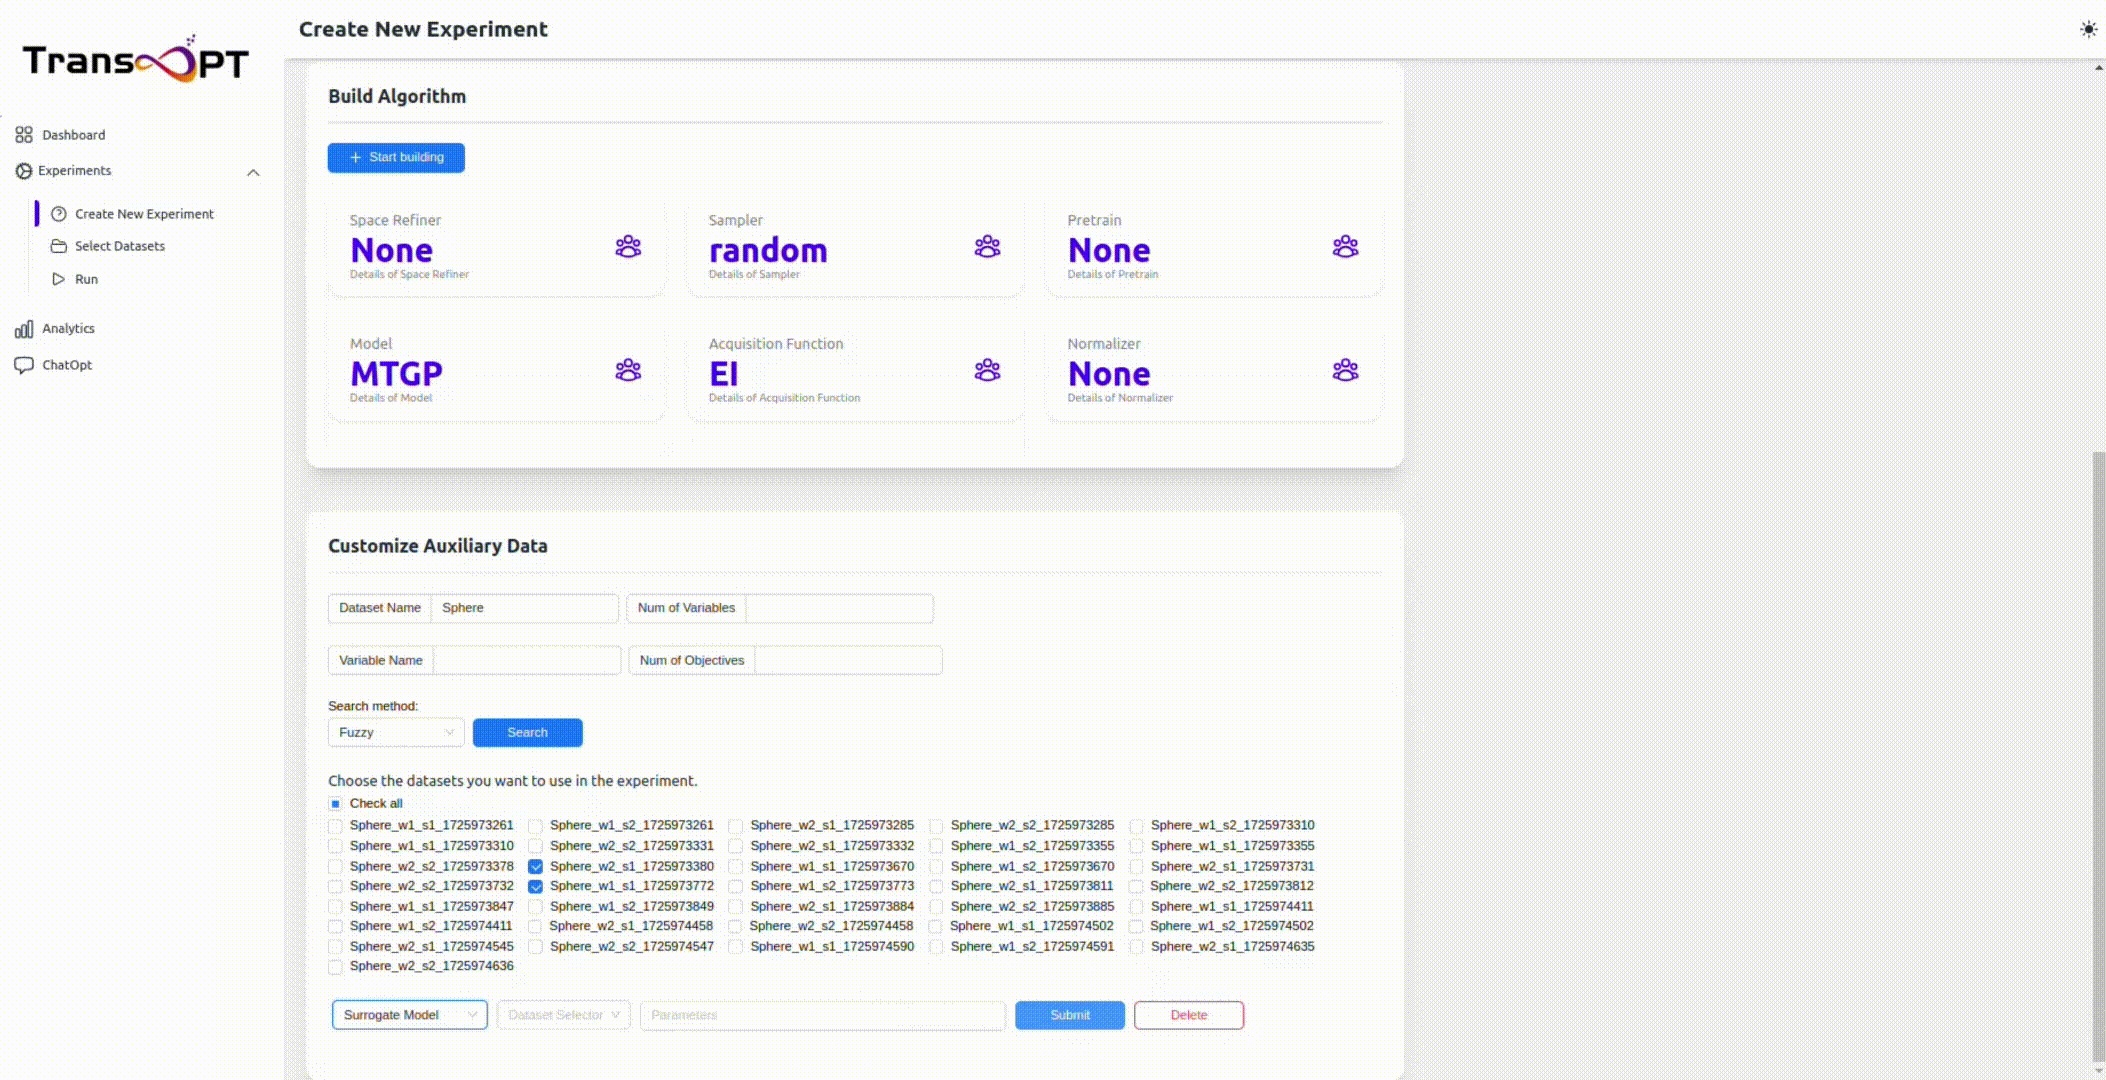 Trans PT
Create New Experiment
Dashboard
Experiments
Create New Experiment
Select Datasets
Run
Analytics
ChatOpt
Build Algorithm
+ Start building
Space Refiner
None
Details of Space Refiner
Sampler
random
Details of Sampler
Pretrain
None
Details of Pretrain
Model
MTGP
Details of Model
Acquisition Function
EI
Details of Acquisition Function
Normalizer
None
Details of Normalizer
Customize Auxiliary Data
Dataset Name Sphere Num of Variables
Variable Name Num of Objectives
Search method:
Fuzzy Search
Choose the datasets you want to use in the experiment.
Check all
Sphere_w1_s1_1725973261 Sphere_w1_s2_1725973261 Sphere_w2_s1_1725973285 Sphere_w2_s2_1725973285 Sphere_w1_s2_1725973310
Sphere_w1_s1_1725973310 Sphere_w2_s2_1725973331 Sphere_w2_s1_1725973332 Sphere_w1_s2_1725973355 Sphere_w1_s1_1725973355
Sphere_w2_s2_1725973378 Sphere_w2_s1_1725973380 Sphere_w1_s1_1725973670 Sphere_w1_s2_1725973670 Sphere_w2_s1_1725973731
Sphere_w2_s2_1725973732 Sphere_w1_s1_1725973772 Sphere_w1_s2_1725973773 Sphere_w2_s1_1725973811 Sphere_w2_s2_1725973812
Sphere_w1_s1_1725973847 Sphere_w1_s2_1725973849 Sphere_w2_s1_1725973884 Sphere_w2_s2_1725973885 Sphere_w1_s1_1725974411
Sphere_w1_s2_1725974411 Sphere_w2_s1_1725974458 Sphere_w2_s2_1725974458 Sphere_w1_s1_1725974502 Sphere_w1_s2_1725974502
Sphere_w2_s1_1725974545 Sphere_w2_s2_1725974547 Sphere_w1_s1_1725974590 Sphere_w1_s2_1725974591 Sphere_w2_s1_1725974635
Sphere_w2_s2_1725974636
Surrogate Model Dataset Selector Parameters Submit Delete